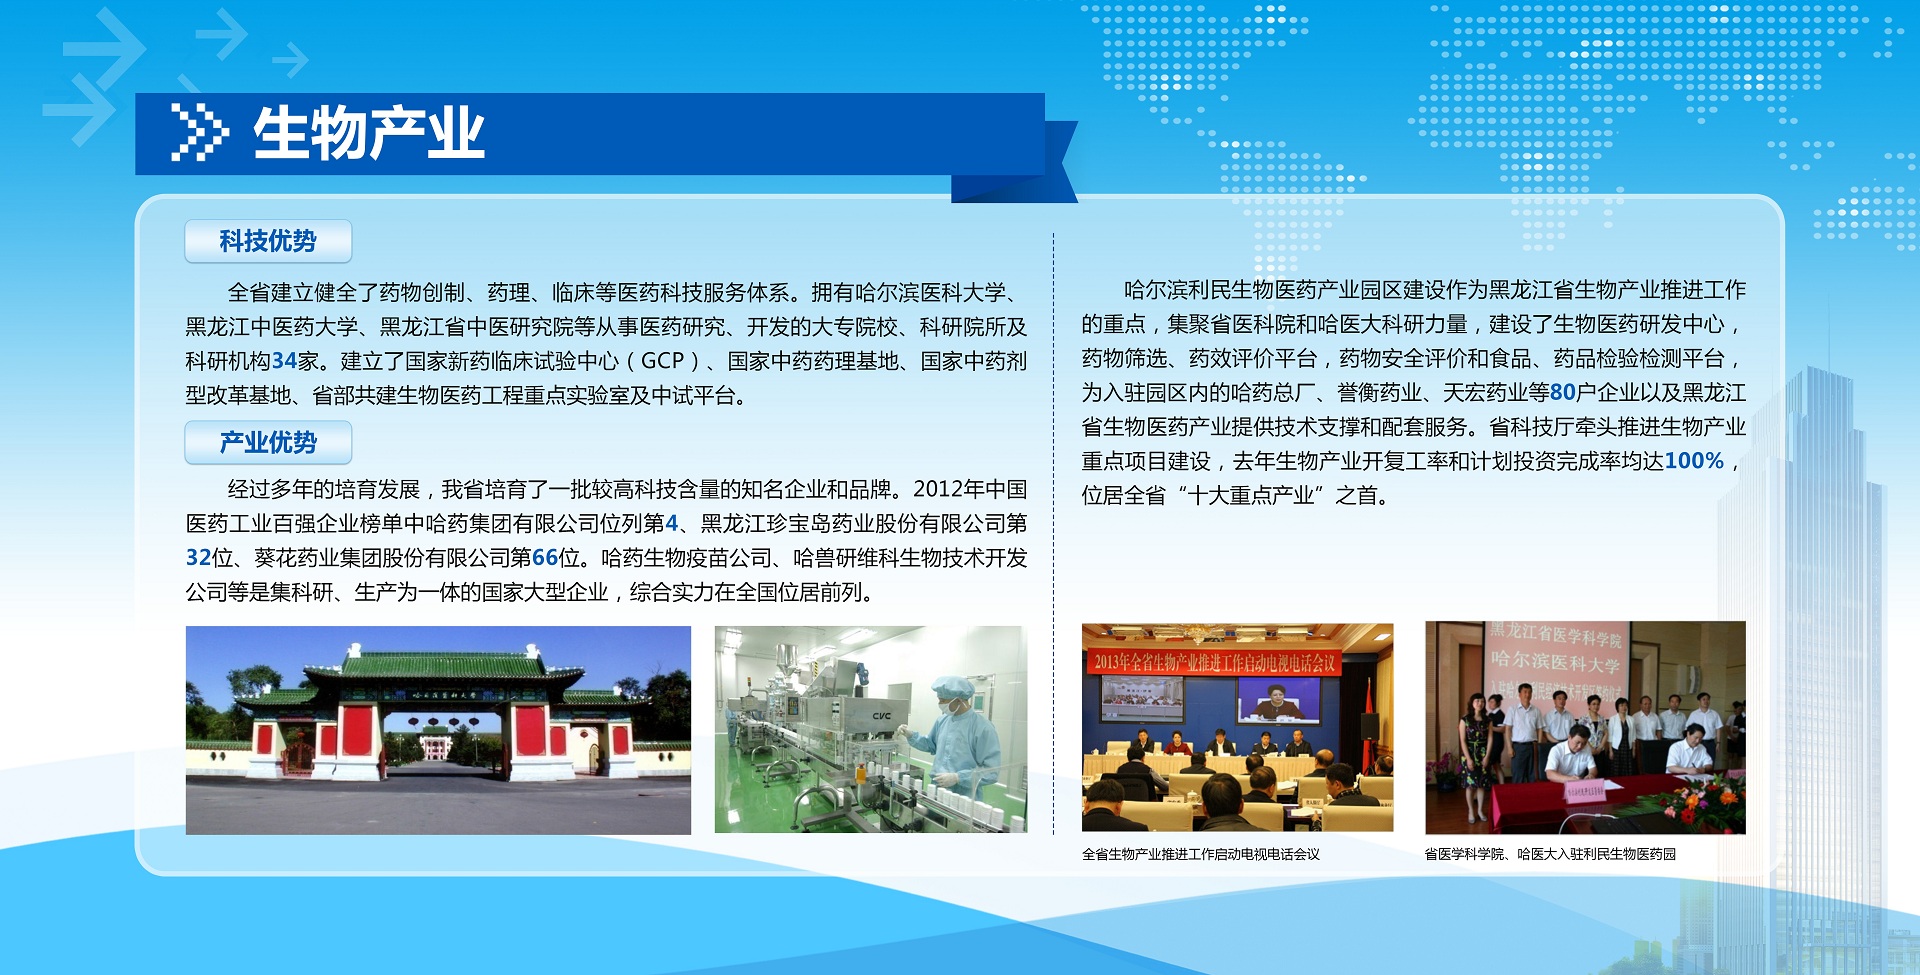 生物产业
科技优势
全省建立健全了药物创制、药理、临床等医药科技服务体系。拥有哈尔滨医科大学、
黑龙江中医药大学、黑龙江省中医研究院等从事医药研究、开发的大专院校、科研院所及
科研机构34家。建立了国家新药临床试验中心（GCP）、国家中药药理基地、国家中药剂
型改革基地、省部共建生物医药工程重点实验室及中试平台。
产业优势
经过多年的培育发展，我省培育了一批较高科技含量的知名企业和品牌。2012年中国
医药工业百强企业榜单中哈药集团有限公司位列第4、黑龙江珍宝岛药业股份有限公司第
32位、葵花药业集团股份有限公司第66位。哈药生物疫苗公司、哈兽研维科生物技术开发
公司等是集科研、生产为一体的国家大型企业，综合实力在全国位居前列。
CVC
哈尔滨利民生物医药产业园区建设作为黑龙江省生物产业推进工作
的重点，集聚省医科院和哈医大科研力量，建设了生物医药研发中心，
药物筛选、药效评价平台，药物安全评价和食品、药品检验检测平台，
为入驻园区内的哈药总厂、誉衡药业、天宏药业等80户企业以及黑龙江
省生物医药产业提供技术支撑和配套服务。省科技厅牵头推进生物产业
重点项目建设，去年生物产业开复工率和计划投资完成率均达100%，
位居全省“十大重点产业”之首。
2013年全省生物产业推进工作启动电视电话会议
全省生物产业推进工作启动电视电话会议
黑龙江省医学科学院
哈尔滨医科大学
省医学科学院、哈医大入驻利民生物医药园